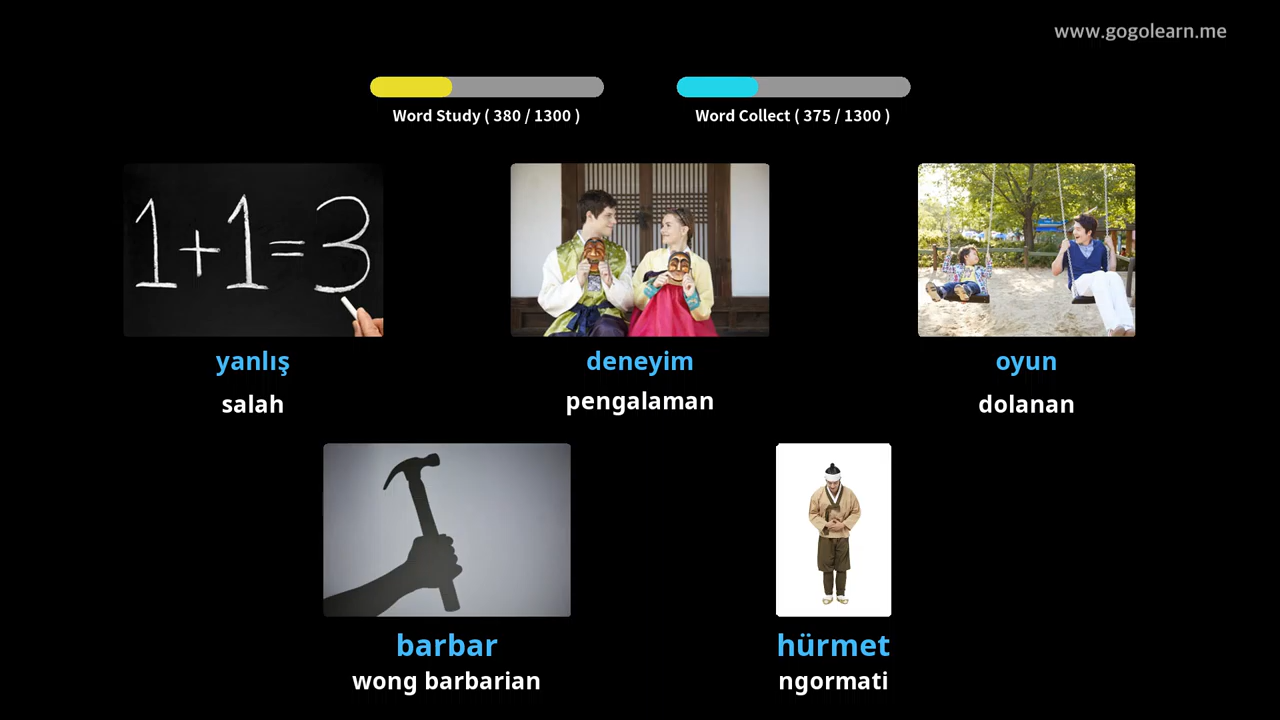 www.gogolearn.me
Word Study ( 380 / 1300 )
Word Collect ( 375 / 1300 )
1+1=3
yanlış
salah
deneyim
pengalaman
oyun
dolanan
barbar
wong barbarian
hürmet
ngormati